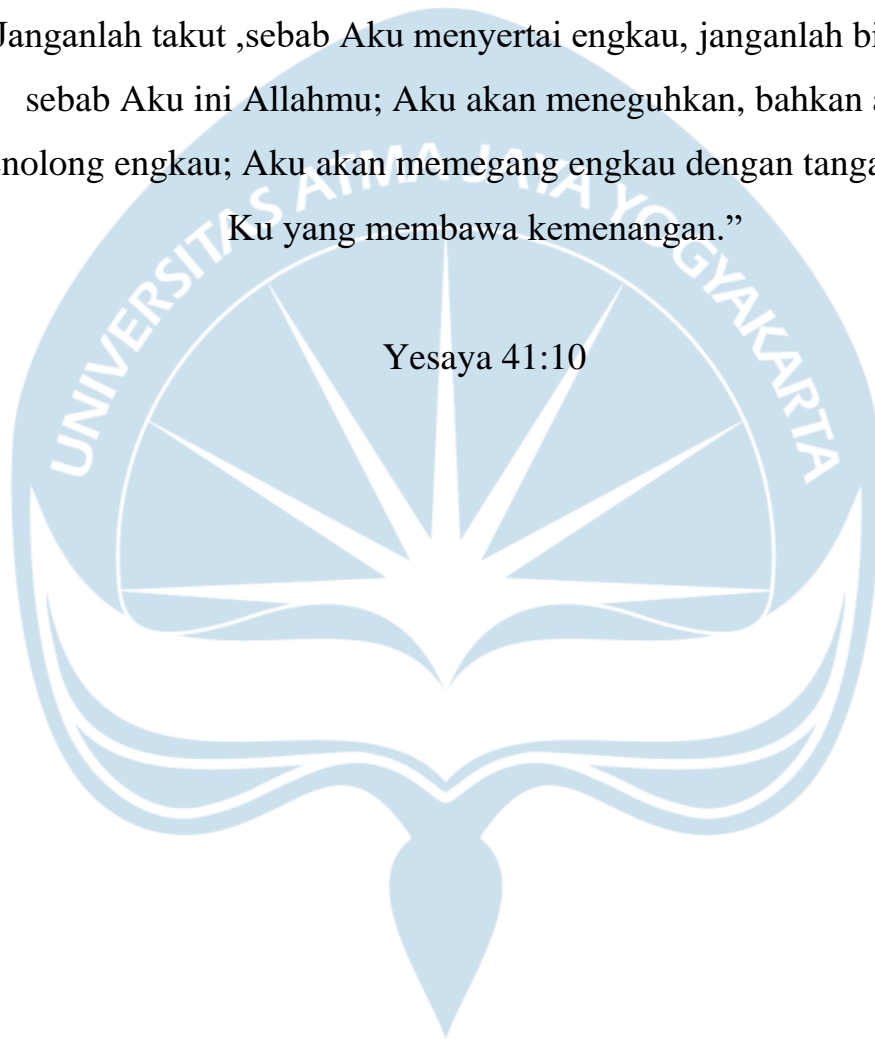 Janganlah takut ,sebab Aku menyertai engkau, janganlah
sebab Aku ini Allahmu; Aku akan meneguhkan, bahkan
engkau; Aku akan memegang engkau dengan
Ku yang membawa kemenangan.”
UNIVERSITAS ATMA JAYA YOGYAKARTA
Yesaya 41:10